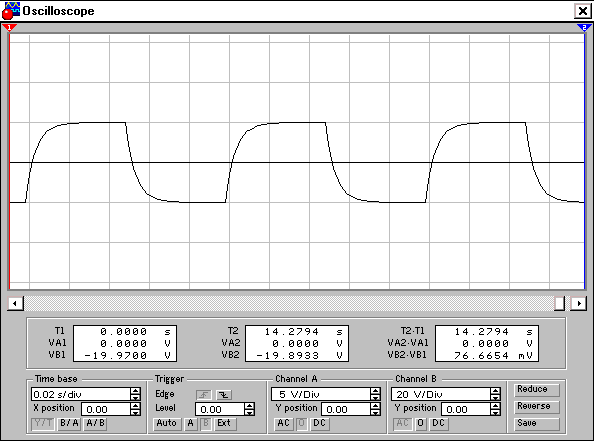 Oscilloscope
1 2
T1 0.0000 s T2 14.2794 s T2-T1 14.2794 s
VA1 0.0000 V VA2 0.0000 V VA2-VA1 0.0000 V
VB1 -19.9700 V VB2 -19.8933 V VB2-VB1 76.6654 mV
Time base Trigger Channel A Channel B
0.02 s/div Edge 5 V/Div 20 V/Div Reduce
X position 0.00 Level 0.00 Y position 0.00 Y position 0.00 Reverse
Y/T B/A A/B Auto A B Ext AC 0 DC AC 0 DC Save